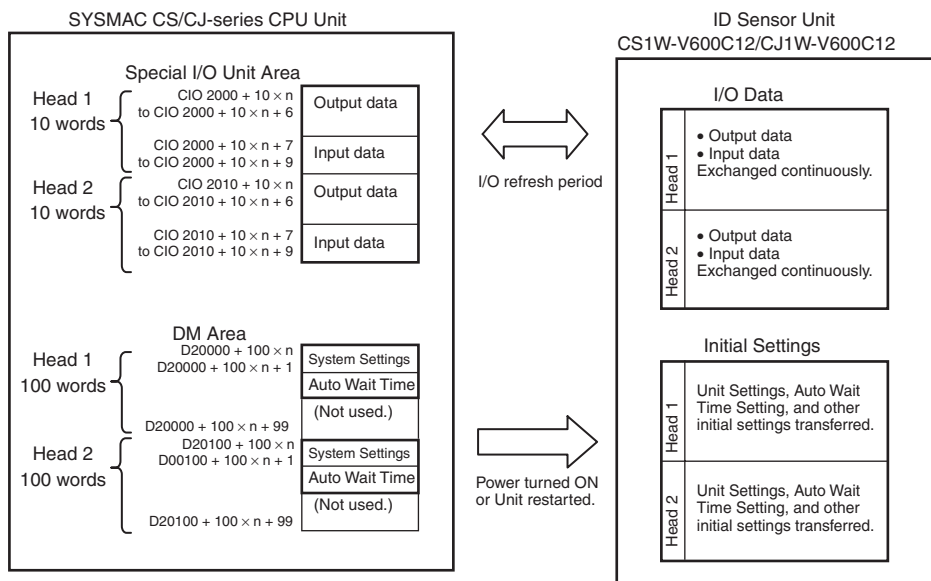 SYSMAC CS/CJ-series CPU Unit
Special I/O Unit Area
Head 1
10 words
CIO 2000 + 10 × n
to CIO 2000 + 10 × n + 6
Output data
CIO 2000 + 10 × n + 7
to CIO 2000 + 10 × n + 9
Input data
Head 2
10 words
CIO 2010 + 10 × n
to CIO 2010 + 10 × n + 6
Output data
CIO 2010 + 10 × n + 7
to CIO 2010 + 10 × n + 9
Input data
DM Area
Head 1
100 words
D20000 + 100 × n
D20000 + 100 × n + 1
System Settings
Auto Wait Time
(Not used.)
D20000 + 100 × n + 99
Head 2
100 words
D20100 + 100 × n
D00100 + 100 × n + 1
System Settings
Auto Wait Time
(Not used.)
D20100 + 100 × n + 99
I/O refresh period
Power turned ON
or Unit restarted.
ID Sensor Unit
CS1W-V600C12/CJ1W-V600C12
I/O Data
Head 1
• Output data
• Input data
Exchanged continuously.
Head 2
• Output data
• Input data
Exchanged continuously.
Initial Settings
Head 1
Unit Settings, Auto Wait
Time Setting, and other
initial settings transferred.
Head 2
Unit Settings, Auto Wait
Time Setting, and other
initial settings transferred.